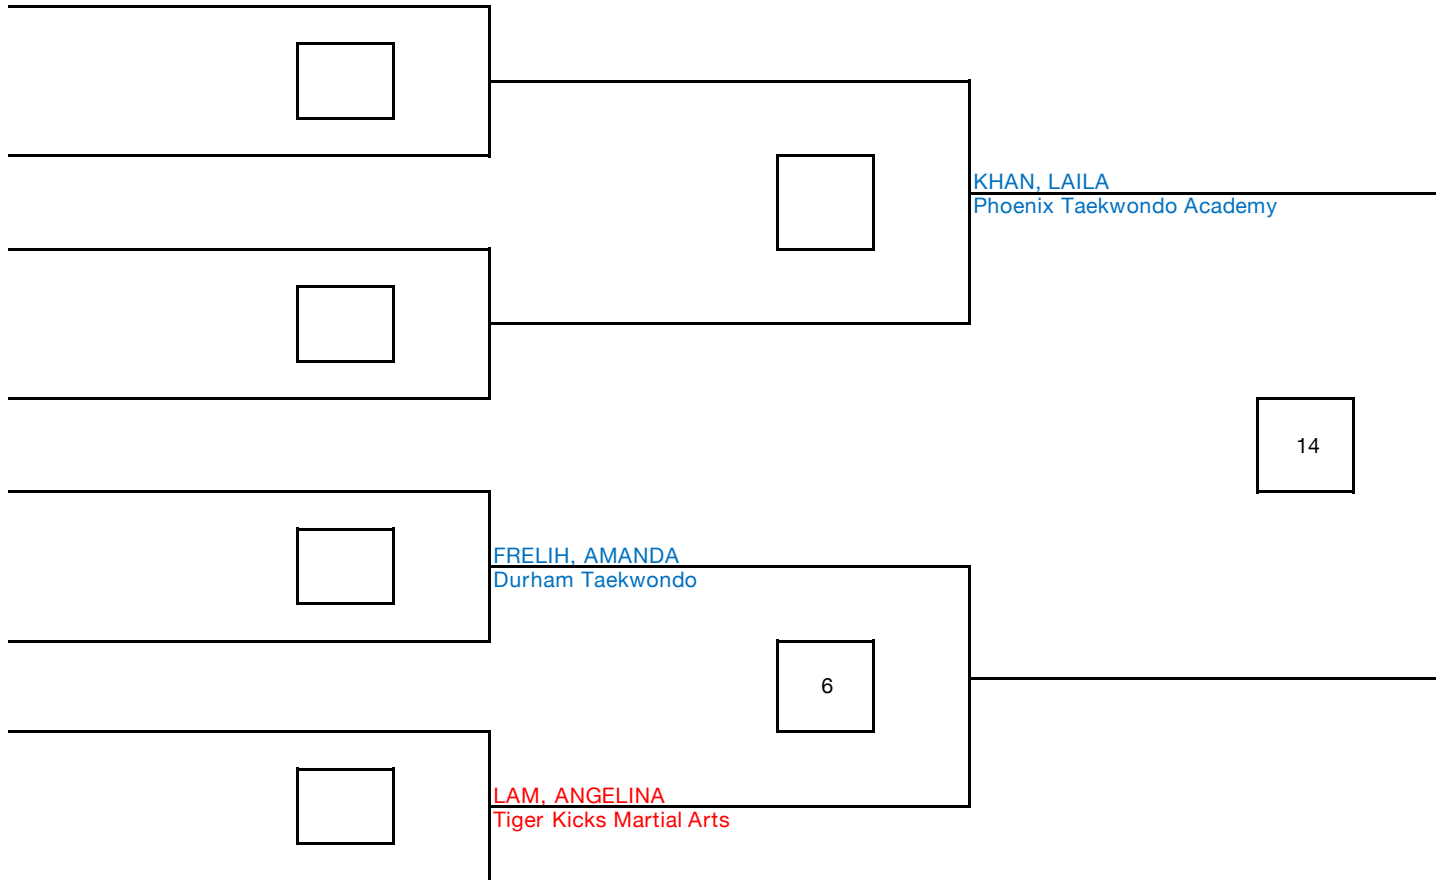 KHAN, LAILA
Phoenix Taekwondo Academy
14
FRELIH, AMANDA
Durham Taekwondo
6
LAM, ANGELINA
Tiger Kicks Martial Arts